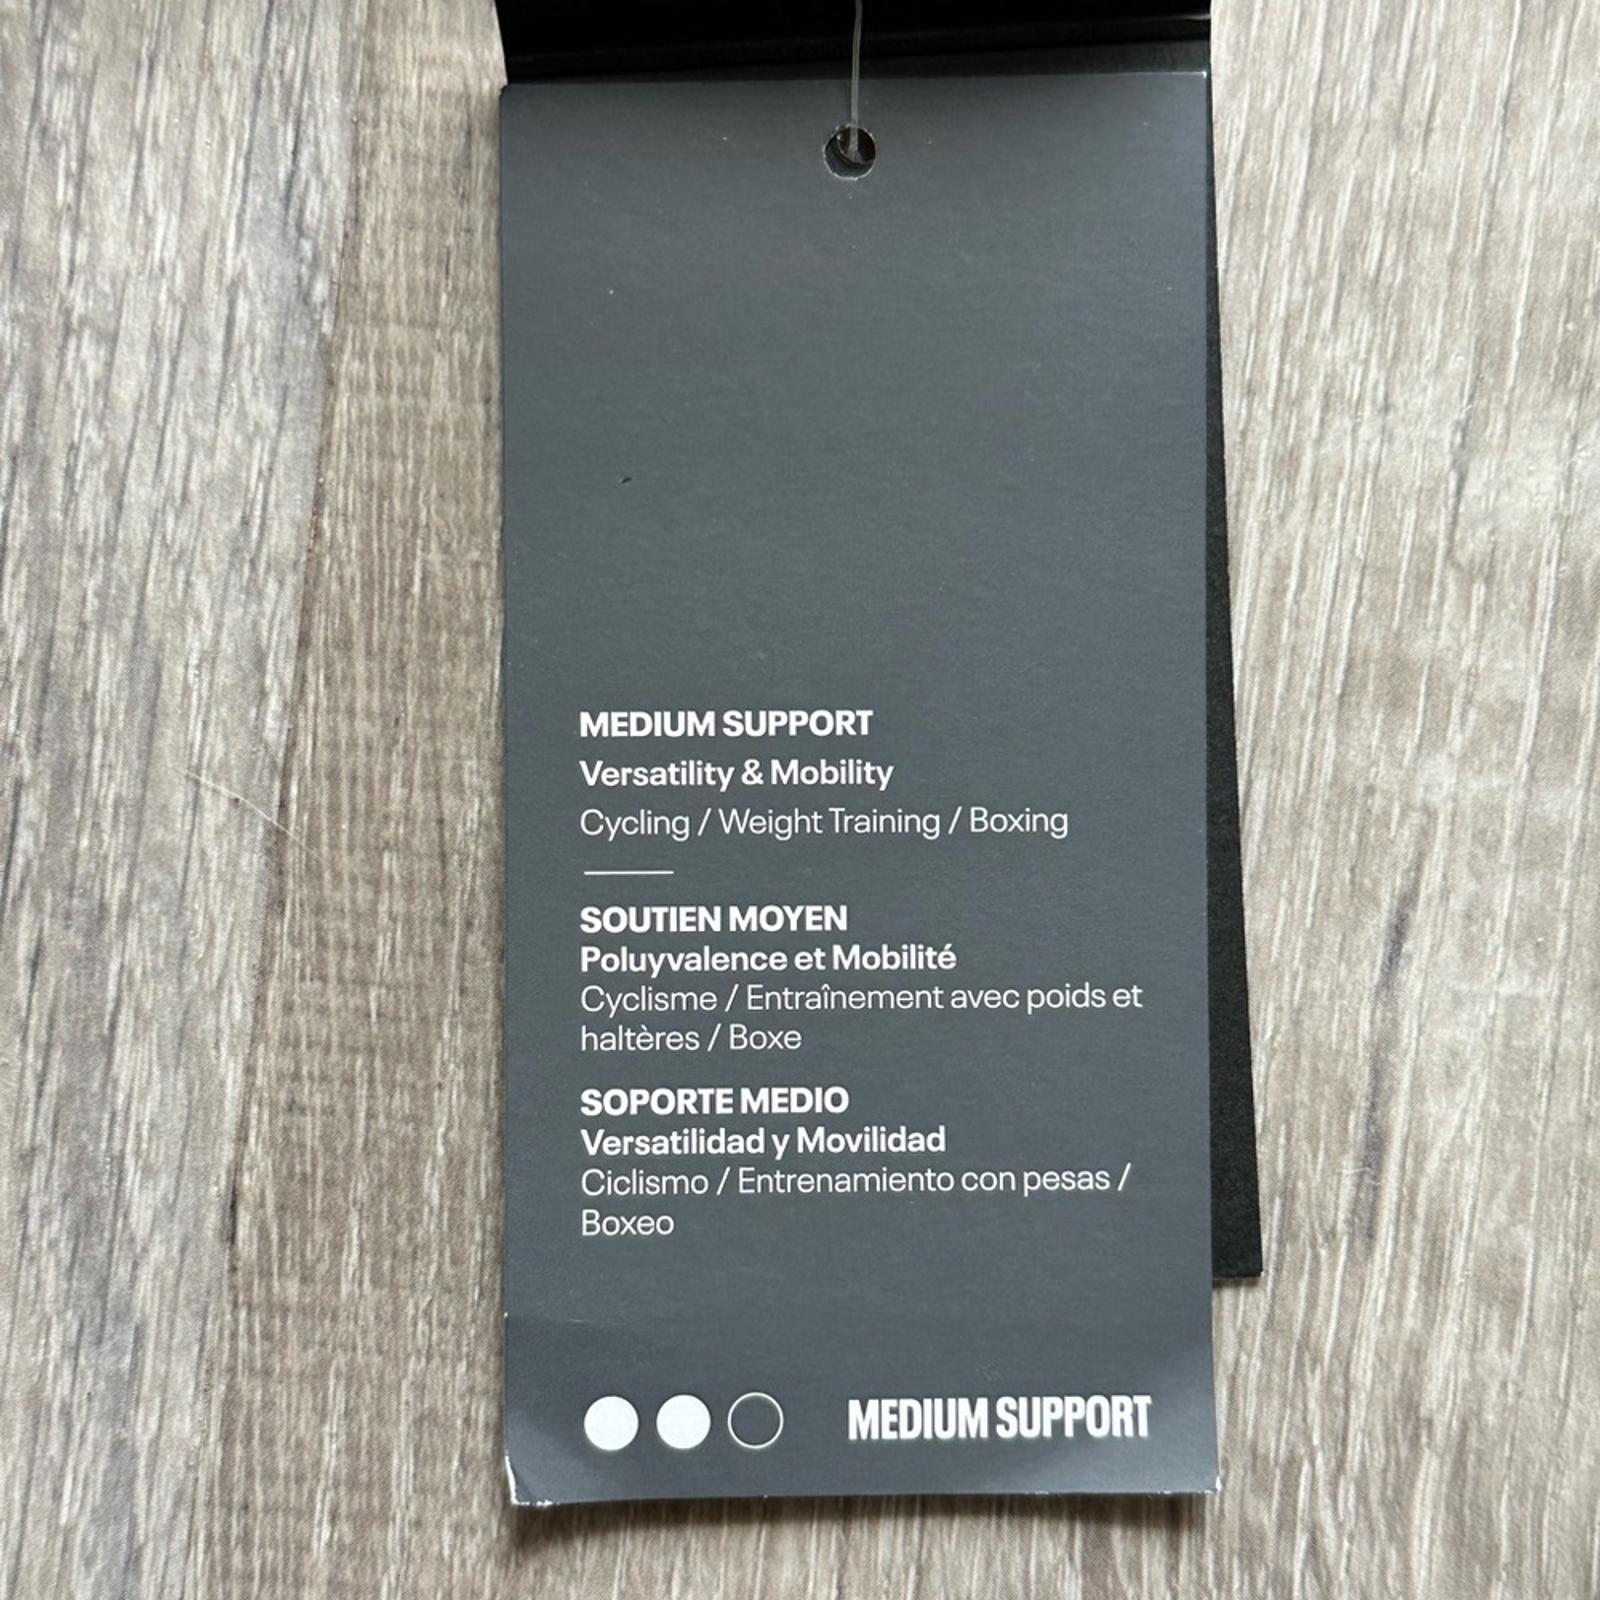 MEDIUM SUPPORT
Versatility & Mobility
Cycling / Weight Training / Boxing
SOUTIEN MOYEN
Poluyvalence et Mobilité
Cyclisme / Entraînement avec poids et
haltères / Boxe
SOPORTE MEDIO
Versatilidad y Movilidad
Ciclismo / Entrenamiento con pesas /
Boxeo
MEDIUM SUPPORT